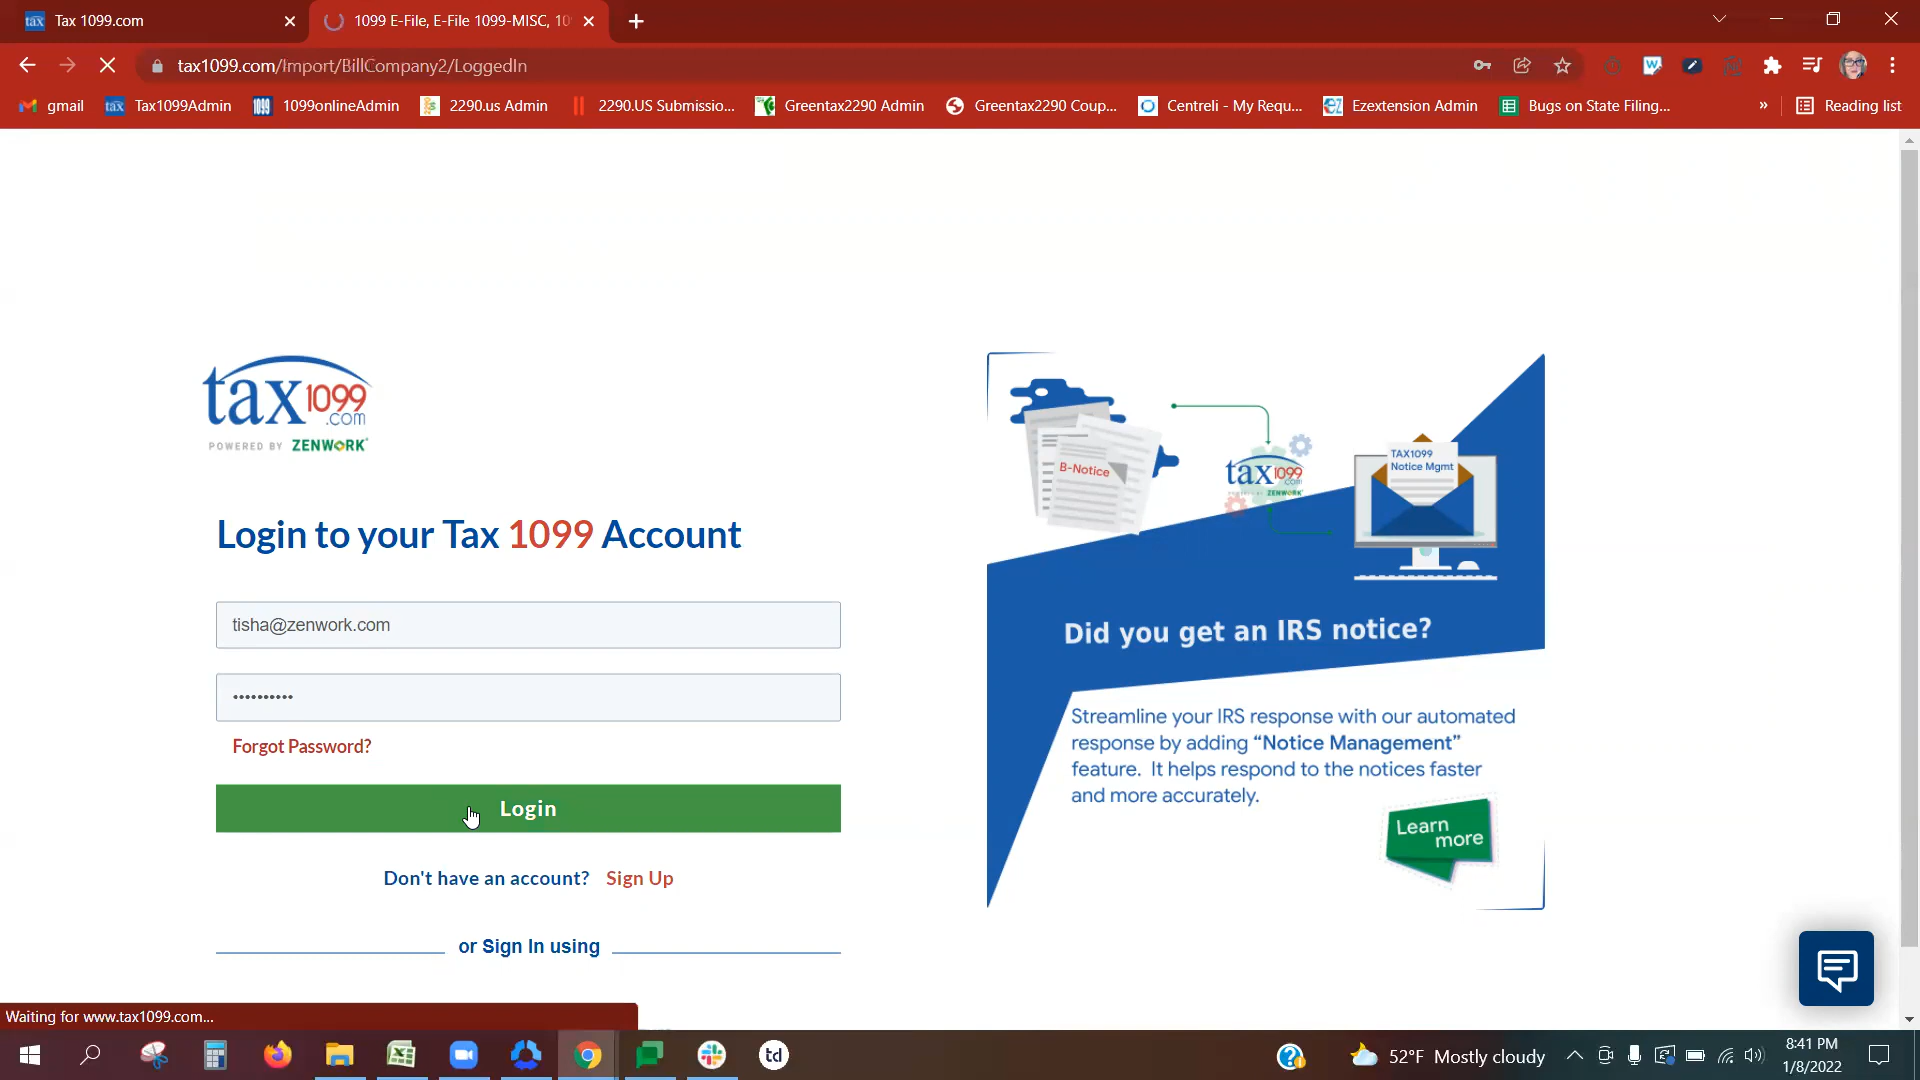 Tax 1099.com
1099 E-File, E-File 1099-MISC, 10
tax1099.com/Import/BillCompany2/LoggedIn
gmail
Tax1099Admin
1099onlineAdmin
2290.us Admin
2290.US Submissio...
Greentax2290 Admin
Greentax2290 Coup...
Centreli - My Requ...
Ezextension Admin
Bugs on State Filing...
»
Reading list
tax1099
.com
POWERED BY ZENWORK
Login to your Tax 1099 Account
tisha@zenwork.com
••••••••••
Forgot Password?
Login
Don't have an account? Sign Up
or Sign In using
B-Notice
tax1099
.com
ZENWORK
TAX1099
Notice Mgmt
Did you get an IRS notice?
Streamline your IRS response with our automated
response by adding “Notice Management”
feature. It helps respond to the notices faster
and more accurately.
Learn
more
Waiting for www.tax1099.com...
td
52°F Mostly cloudy
8:41 PM
1/8/2022